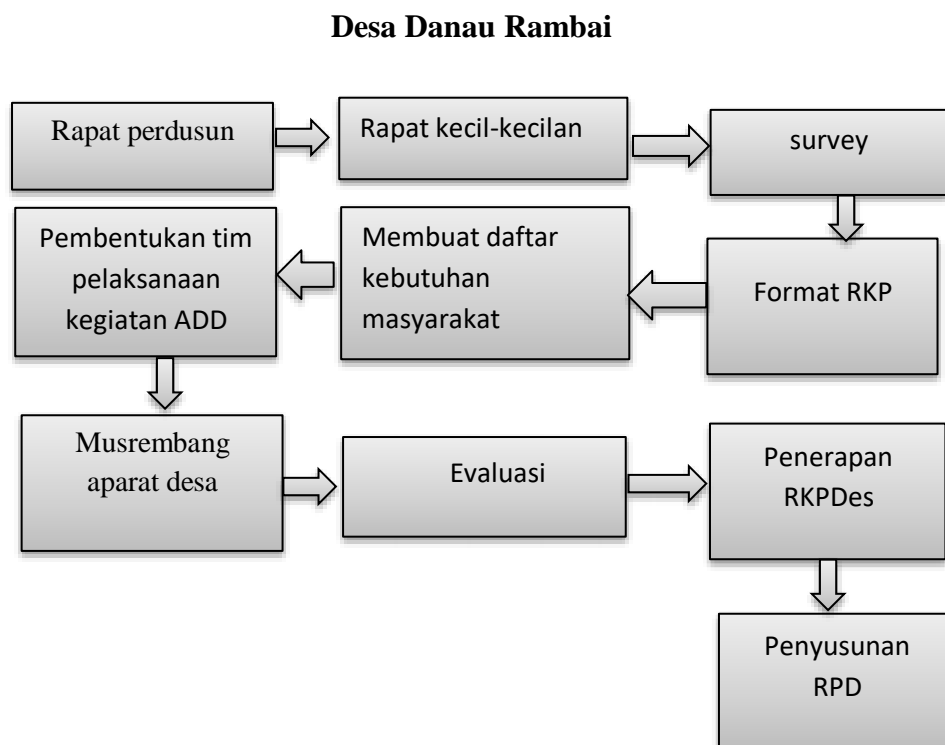 Desa Danau Rambai
Rapat perdusun
Rapat kecil-kecilan
survey
Pembentukan tim
pelaksanaan
kegiatan ADD
Membuat daftar
kebutuhan
masyarakat
Format RKP
Musrembang
aparat desa
Evaluasi
Penerapan
RKPDes
Penyusunan
RPD